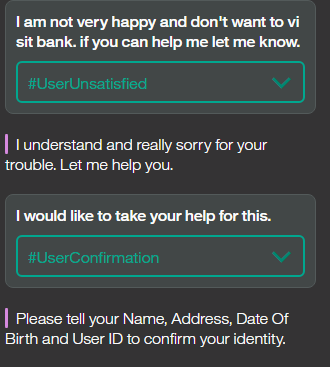 I am not very happy and don't want to vi
sit bank. if you can help me let me know.
#UserUnsatisfied
I understand and really sorry for your
trouble. Let me help you.
I would like to take your help for this.
#UserConfirmation
Please tell your Name, Address, Date Of
Birth and User ID to confirm your identity.